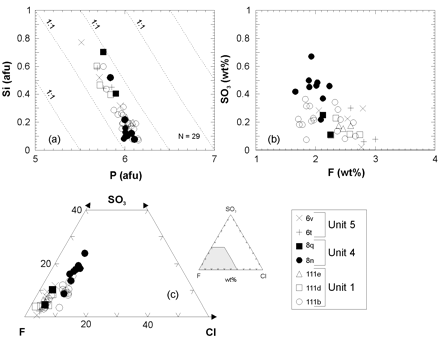 1
0.8
0.6
0.4
0.2
0
Si (afu)
1:1
1:1
1:1
1:1
(a)
N = 29
5
6
7
P (afu)
1
0.8
0.6
0.4
0.2
0
SO₃ (wt%)
(b)
1
2
3
4
F (wt%)
SO₃
40
40
20
20
(c)
F
20
40
Cl
SO₃
F
Cl
wt%
6v
6t
Unit 5
8q
8n
Unit 4
111e
111d
111b
Unit 1